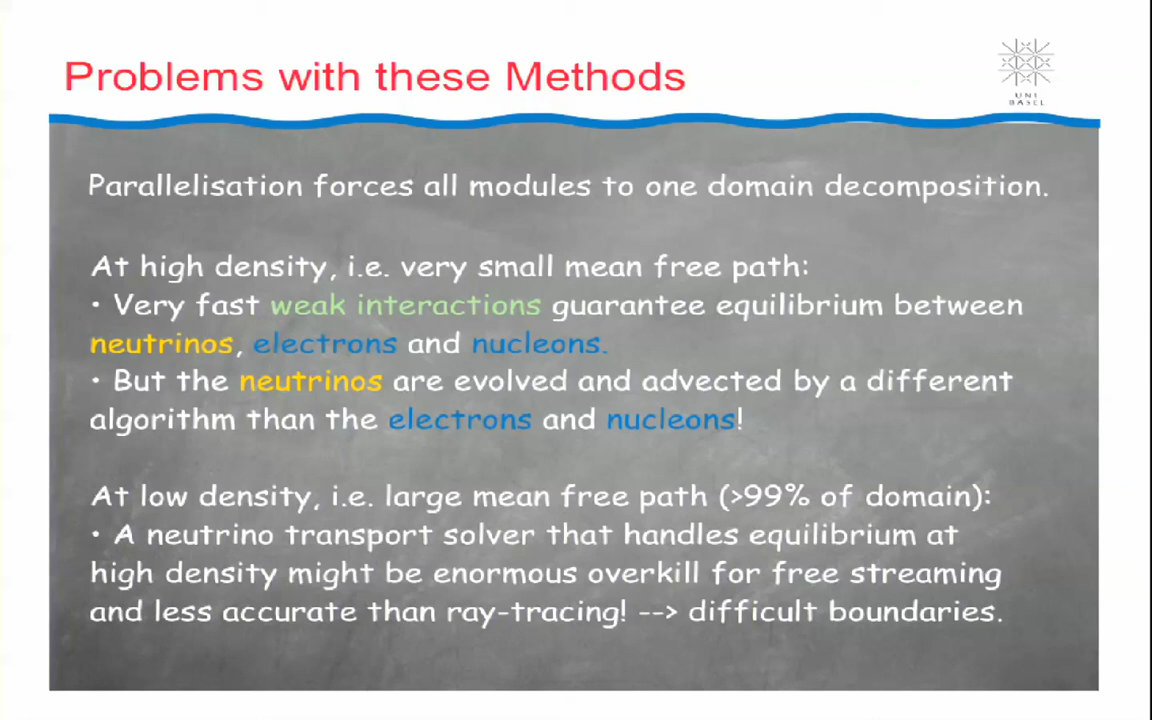 Problems with these Methods
UNI
BASEL
Parallelisation forces all modules to one domain decomposition.
At high density, i.e. very small mean free path:
• Very fast weak interactions guarantee equilibrium between
neutrinos, electrons and nucleons.
• But the neutrinos are evolved and advected by a different
algorithm than the electrons and nucleons!
At low density, i.e. large mean free path (>99% of domain):
• A neutrino transport solver that handles equilibrium at
high density might be enormous overkill for free streaming
and less accurate than ray-tracing! --> difficult boundaries.